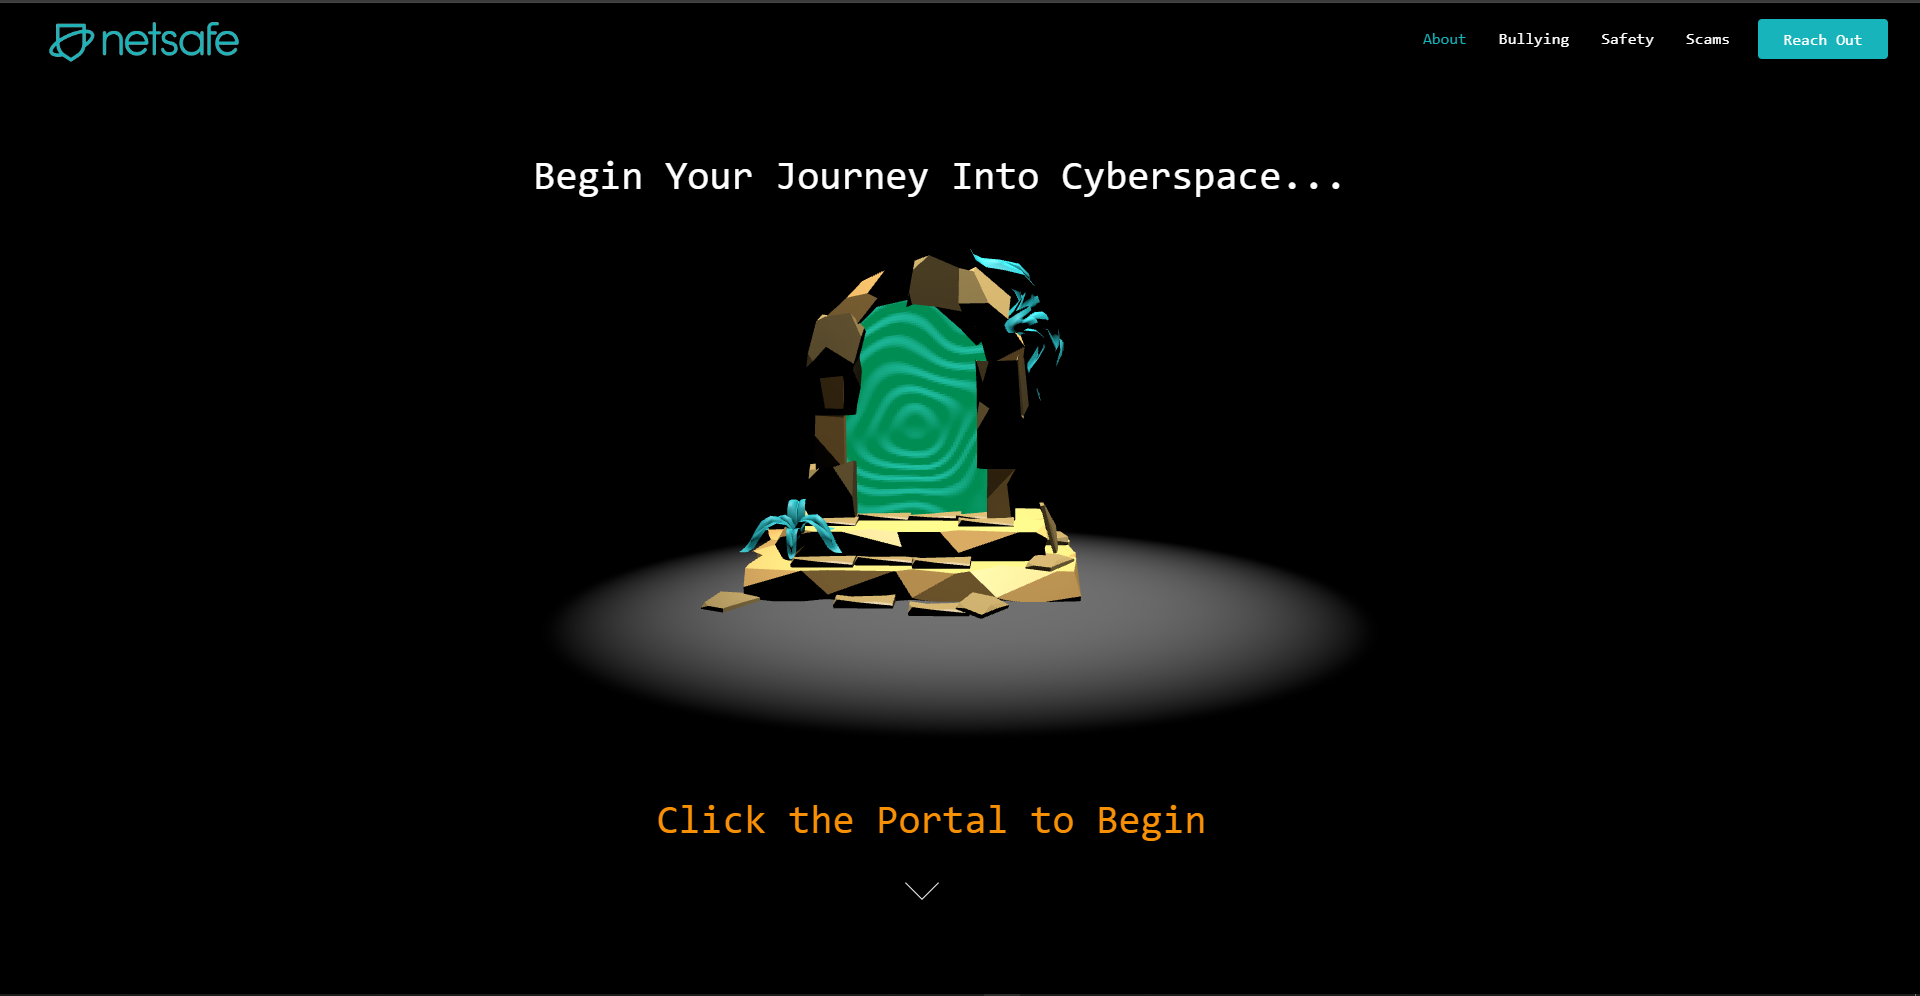 netsafe
About Bullying Safety Scams Reach Out
Begin Your Journey Into Cyberspace...
Click the Portal to Begin